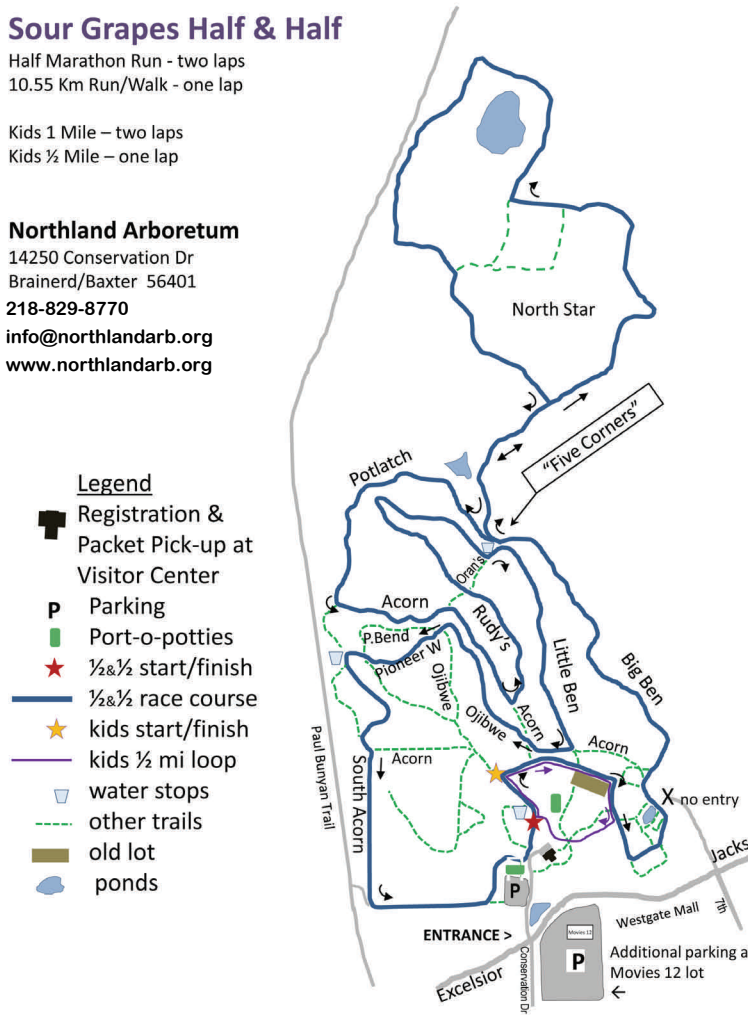 Sour Grapes Half & Half
Half Marathon Run - two laps
10.55 Km Run/Walk - one lap
Kids 1 Mile – two laps
Kids ½ Mile – one lap
Northland Arboretum
14250 Conservation Dr
Brainerd/Baxter 56401
218-829-8770
info@northlandarb.org
www.northlandarb.org
Legend
Registration &
Packet Pick-up at
Visitor Center
P Parking
Port-o-potties
½&½ start/finish
½&½ race course
kids start/finish
kids ½ mi loop
water stops
other trails
old lot
ponds
North Star
"Five Corners"
Potlatch
Oran's
Acorn
Rudy's
P.Bend
Pioneer W
Ojibwe
Little Ben
Big Ben
Ojibwe
Acorn
Acorn
Paul Bunyan Trail
South Acorn
Acorn
X no entry
P
Jacks
7th
Westgate Mall
ENTRANCE >
Movies 12
P
Conservation Dr
Excelsior
Additional parking a
Movies 12 lot